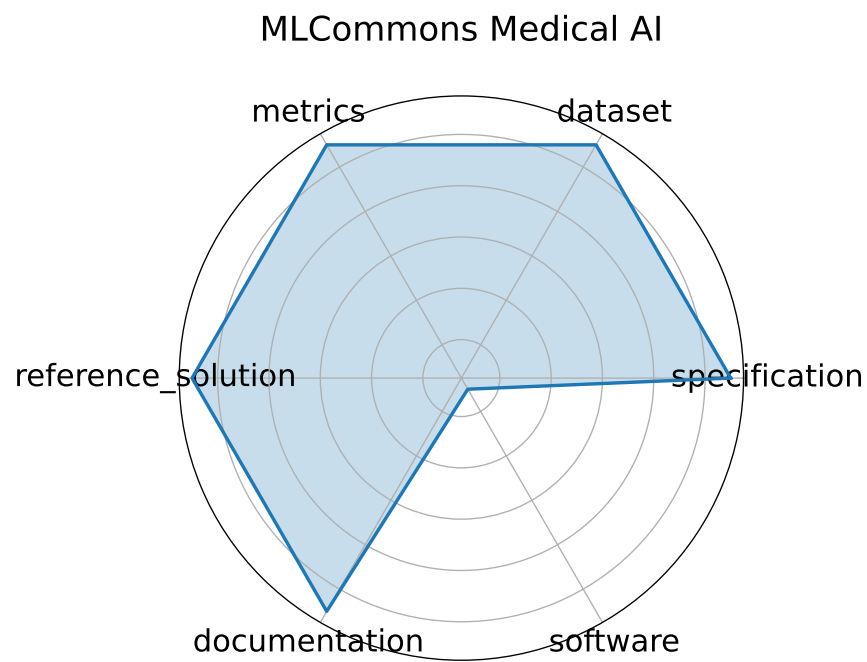 MLCommons Medical AI
metrics
dataset
reference_solution
specification
documentation
software